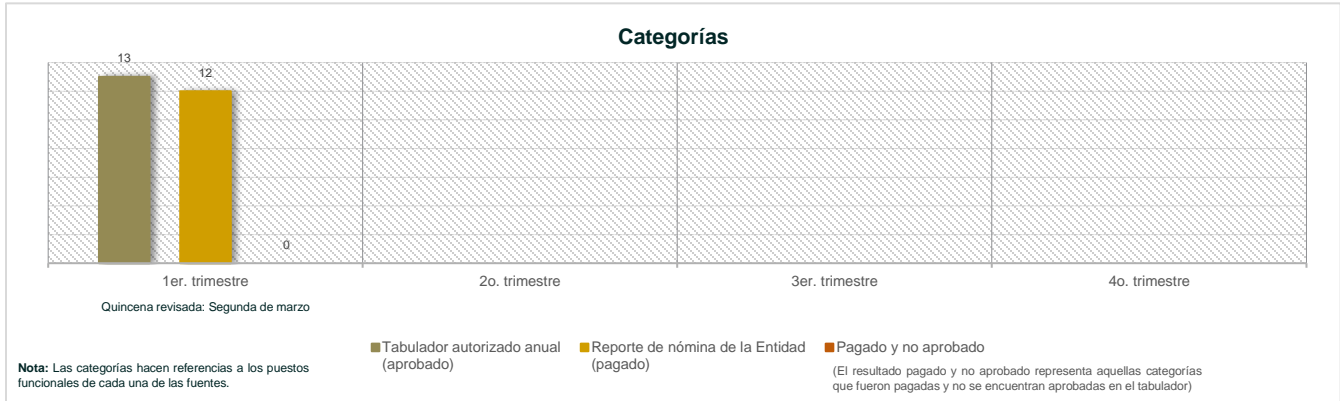 Categorías
13
12
0
1er. trimestre
2o. trimestre
3er. trimestre
4o. trimestre
Quincena revisada: Segunda de marzo
Tabulador autorizado anual
(aprobado)
Reporte de nómina de la Entidad
(pagado)
Pagado y no aprobado
(El resultado pagado y no aprobado representa aquellas categorías
que fueron pagadas y no se encuentran aprobadas en el tabulador)
Nota: Las categorías hacen referencias a los puestos
funcionales de cada una de las fuentes.